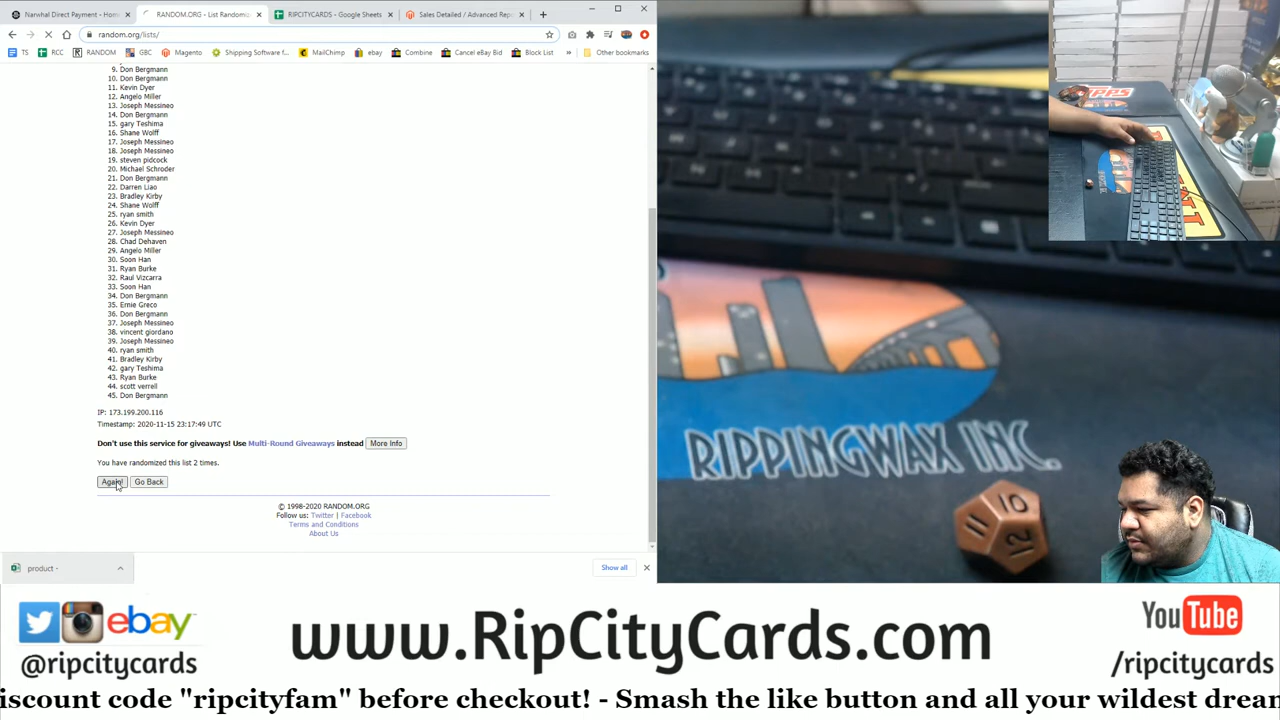 Narwhal Direct Payment - Hom
RANDOM.ORG - List Randomiz
RIPCITYCARDS - Google Sheets
Sales Detailed / Advanced Rep
random.org/lists/
TS
RCC
RANDOM
GBC
Magento
Shipping Software f...
MailChimp
ebay
Combine
Cancel eBay Bid
Block List
»
Other bookmarks
9. Don Bergmann
10. Don Bergmann
11. Kevin Dyer
12. Angelo Miller
13. Joseph Messineo
14. Don Bergmann
15. gary Teshima
16. Shane Wolff
17. Joseph Messineo
18. Joseph Messineo
19. steven pidcock
20. Michael Schroder
21. Don Bergmann
22. Darren Liao
23. Bradley Kirby
24. Shane Wolff
25. ryan smith
26. Kevin Dyer
27. Joseph Messineo
28. Chad Dehaven
29. Angelo Miller
30. Soon Han
31. Ryan Burke
32. Raul Vizcarra
33. Soon Han
34. Don Bergmann
35. Ernie Greco
36. Don Bergmann
37. Joseph Messineo
38. vincent giordano
39. Joseph Messineo
40. ryan smith
41. Bradley Kirby
42. gary Teshima
43. Ryan Burke
44. scott verrell
45. Don Bergmann
IP: 173.199.200.116
Timestamp: 2020-11-15 23:17:49 UTC
Don't use this service for giveaways! Use Multi-Round Giveaways instead More Info
You have randomized this list 2 times.
Again! Go Back
© 1998-2020 RANDOM.ORG
Follow us: Twitter | Facebook
Terms and Conditions
About Us
product -
Show all
RIPPINGWAX INC.
10
11
12
ebay
@ripcitycards
www.RipCityCards.com
YouTube
/ripcitycards
iscount code "ripcityfam" before checkout! - Smash the like button and all your wildest drea